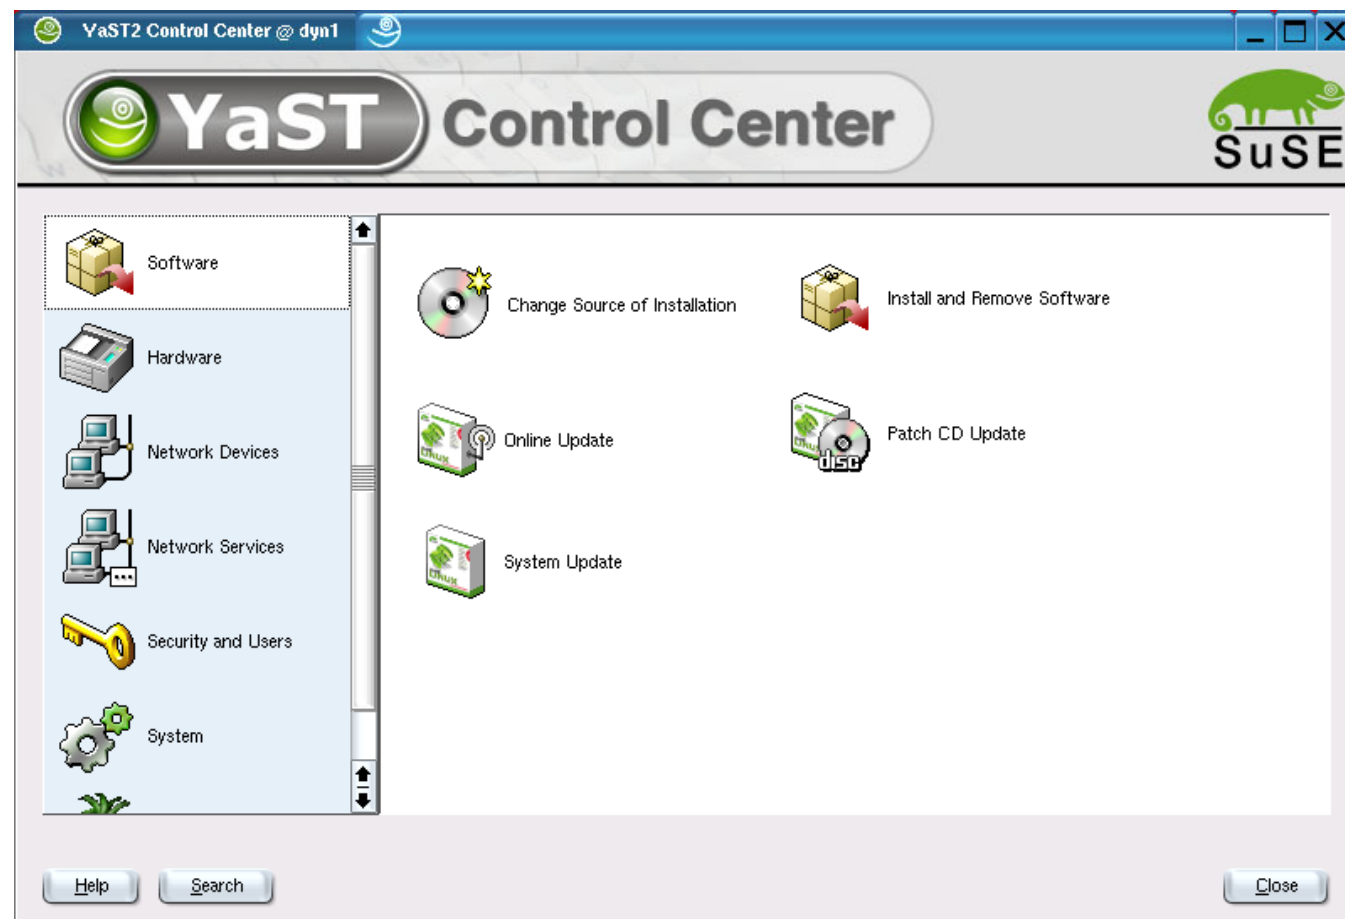 YaST2 Control Center @ dyn1
YaST Control Center
SuSE
Software
Hardware
Network Devices
Network Services
Security and Users
System
Change Source of Installation
Install and Remove Software
Online Update
Patch CD Update
disc
System Update
Help
Search
Close